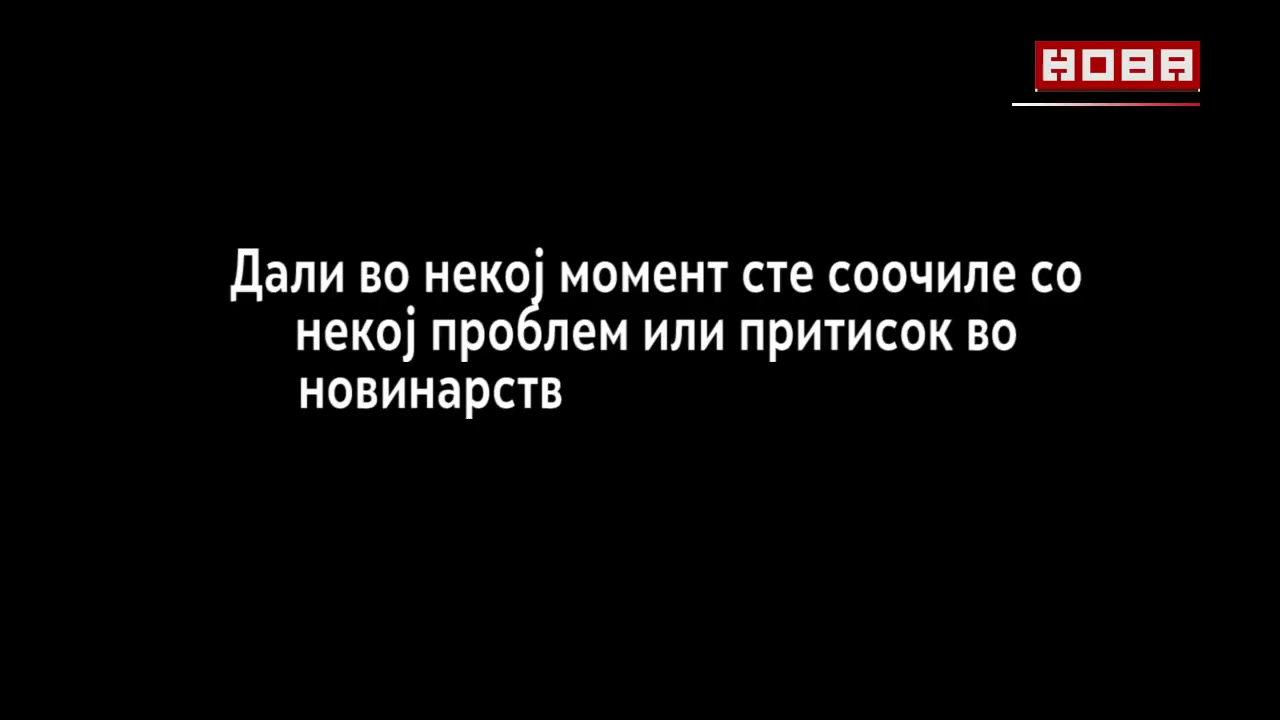 НОВА
Дали во некој момент сте соочиле со
некој проблем или притисок во
новинарств